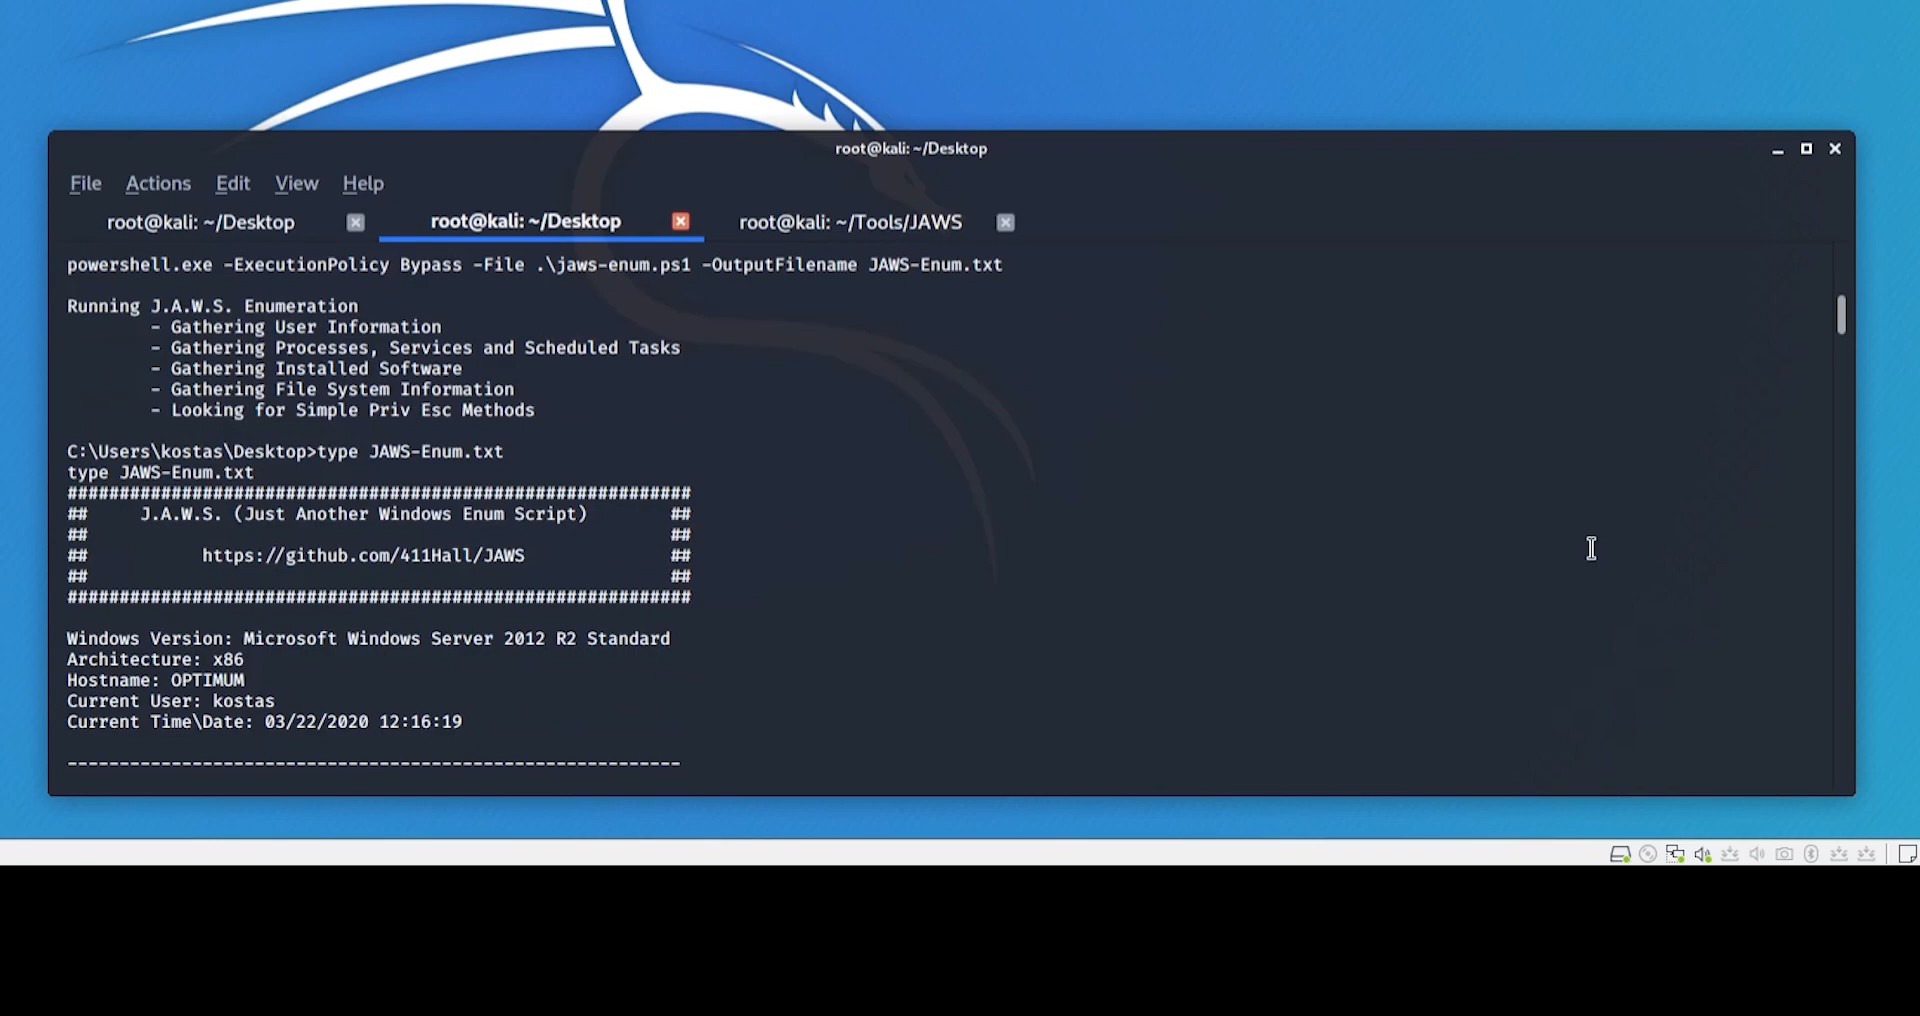 root@kali: ~/Desktop
File Actions Edit View Help
root@kali: ~/Desktop root@kali: ~/Desktop root@kali: ~/Tools/JAWS
powershell.exe -ExecutionPolicy Bypass -File .\jaws-enum.ps1 -OutputFilename JAWS-Enum.txt
Running J.A.W.S. Enumeration
- Gathering User Information
- Gathering Processes, Services and Scheduled Tasks
- Gathering Installed Software
- Gathering File System Information
- Looking for Simple Priv Esc Methods
C:\Users\kostas\Desktop>type JAWS-Enum.txt
type JAWS-Enum.txt
############################################################
## J.A.W.S. (Just Another Windows Enum Script) ##
## ##
## https://github.com/411Hall/JAWS ##
## ##
############################################################
Windows Version: Microsoft Windows Server 2012 R2 Standard
Architecture: x86
Hostname: OPTIMUM
Current User: kostas
Current Time\Date: 03/22/2020 12:16:19
-----------------------------------------------------------